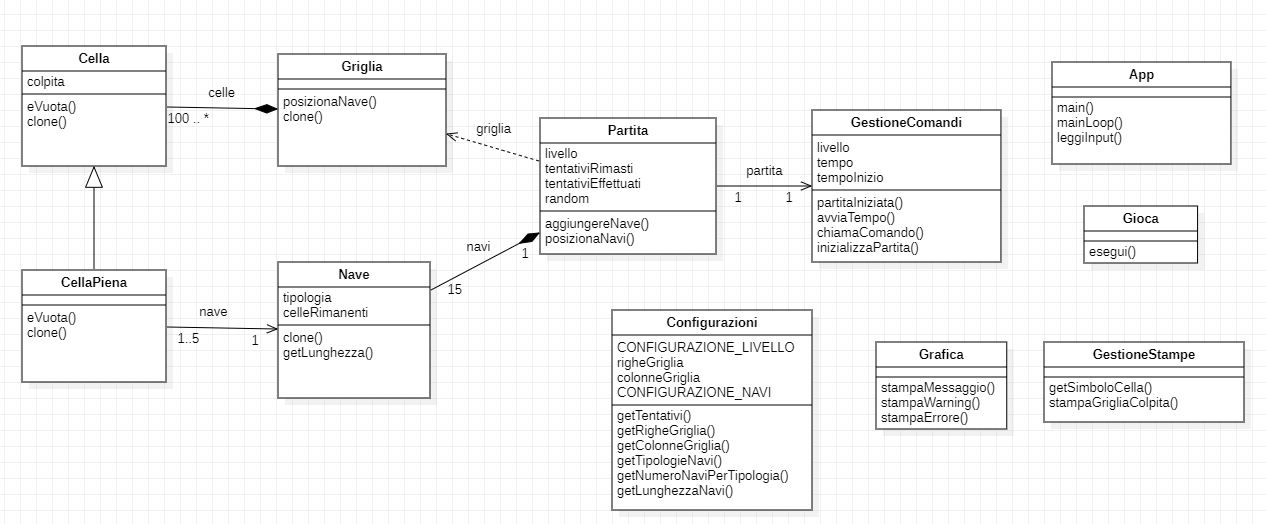 Cella
colpita
eVuota()
clone()
celle
100 .. *
Griglia
posizionaNave()
clone()
griglia
Partita
livello
tentativiRimasti
tentativiEffettuati
random
aggiungereNave()
posizionaNavi()
partita
1
1
GestioneComandi
livello
tempo
tempoInizio
partitaIniziata()
avviaTempo()
chiamaComando()
inizializzaPartita()
App
main()
mainLoop()
leggiInput()
Gioca
esegui()
CellaPiena
eVuota()
clone()
nave
1..5
1
Nave
tipologia
celleRimanenti
clone()
getLunghezza()
navi
1
15
Configurazioni
CONFIGURAZIONE_LIVELLO
righeGriglia
colonneGriglia
CONFIGURAZIONE_NAVI
getTentativi()
getRigheGriglia()
getColonneGriglia()
getTipologieNavi()
getNumeroNaviPerTipologia()
getLunghezzaNavi()
Grafica
stampaMessaggio()
stampaWarning()
stampaErrore()
GestioneStampe
getSimboloCella()
stampaGrigliaColpita()